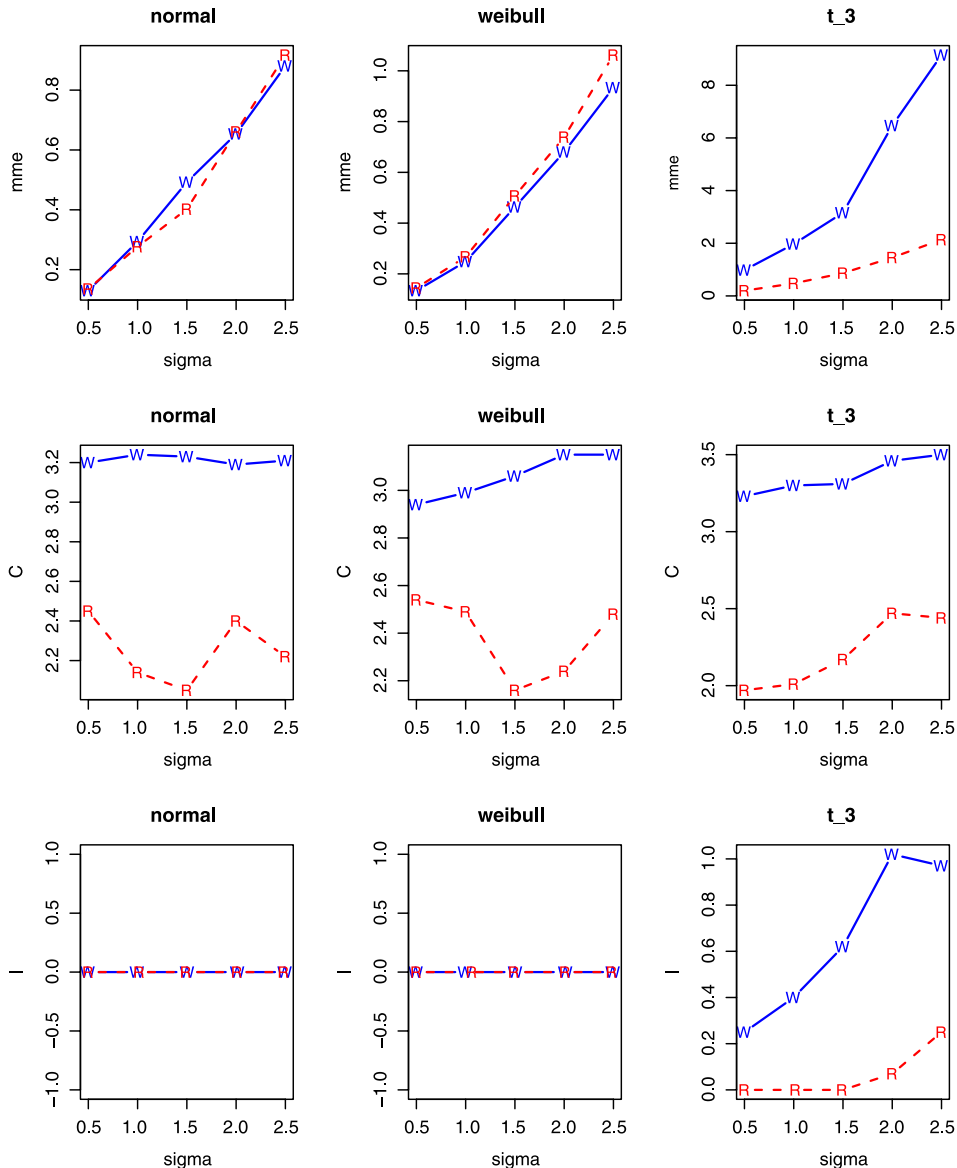 normal
mme
0.2 0.4 0.6 0.8
W W W W W
R R R R R
0.5 1.0 1.5 2.0 2.5
sigma
weibull
mme
0.2 0.4 0.6 0.8 1.0
W W W W W
R R R R R
0.5 1.0 1.5 2.0 2.5
sigma
t_3
mme
0 2 4 6 8
W W W W W
R R R R R
0.5 1.0 1.5 2.0 2.5
sigma
normal
C
2.2 2.4 2.6 2.8 3.0 3.2
W W W W W
R R R R R
0.5 1.0 1.5 2.0 2.5
sigma
weibull
C
2.2 2.4 2.6 2.8 3.0
W W W W W
R R R R R
0.5 1.0 1.5 2.0 2.5
sigma
t_3
C
2.0 2.5 3.0 3.5
W W W W W
R R R R R
0.5 1.0 1.5 2.0 2.5
sigma
normal
I
−1.0 −0.5 0.0 0.5 1.0
W W W W W
R R R R R
0.5 1.0 1.5 2.0 2.5
sigma
weibull
I
−1.0 −0.5 0.0 0.5 1.0
W W W W W
R R R R R
0.5 1.0 1.5 2.0 2.5
sigma
t_3
I
0.0 0.2 0.4 0.6 0.8 1.0
W W W W W
R R R R R
0.5 1.0 1.5 2.0 2.5
sigma